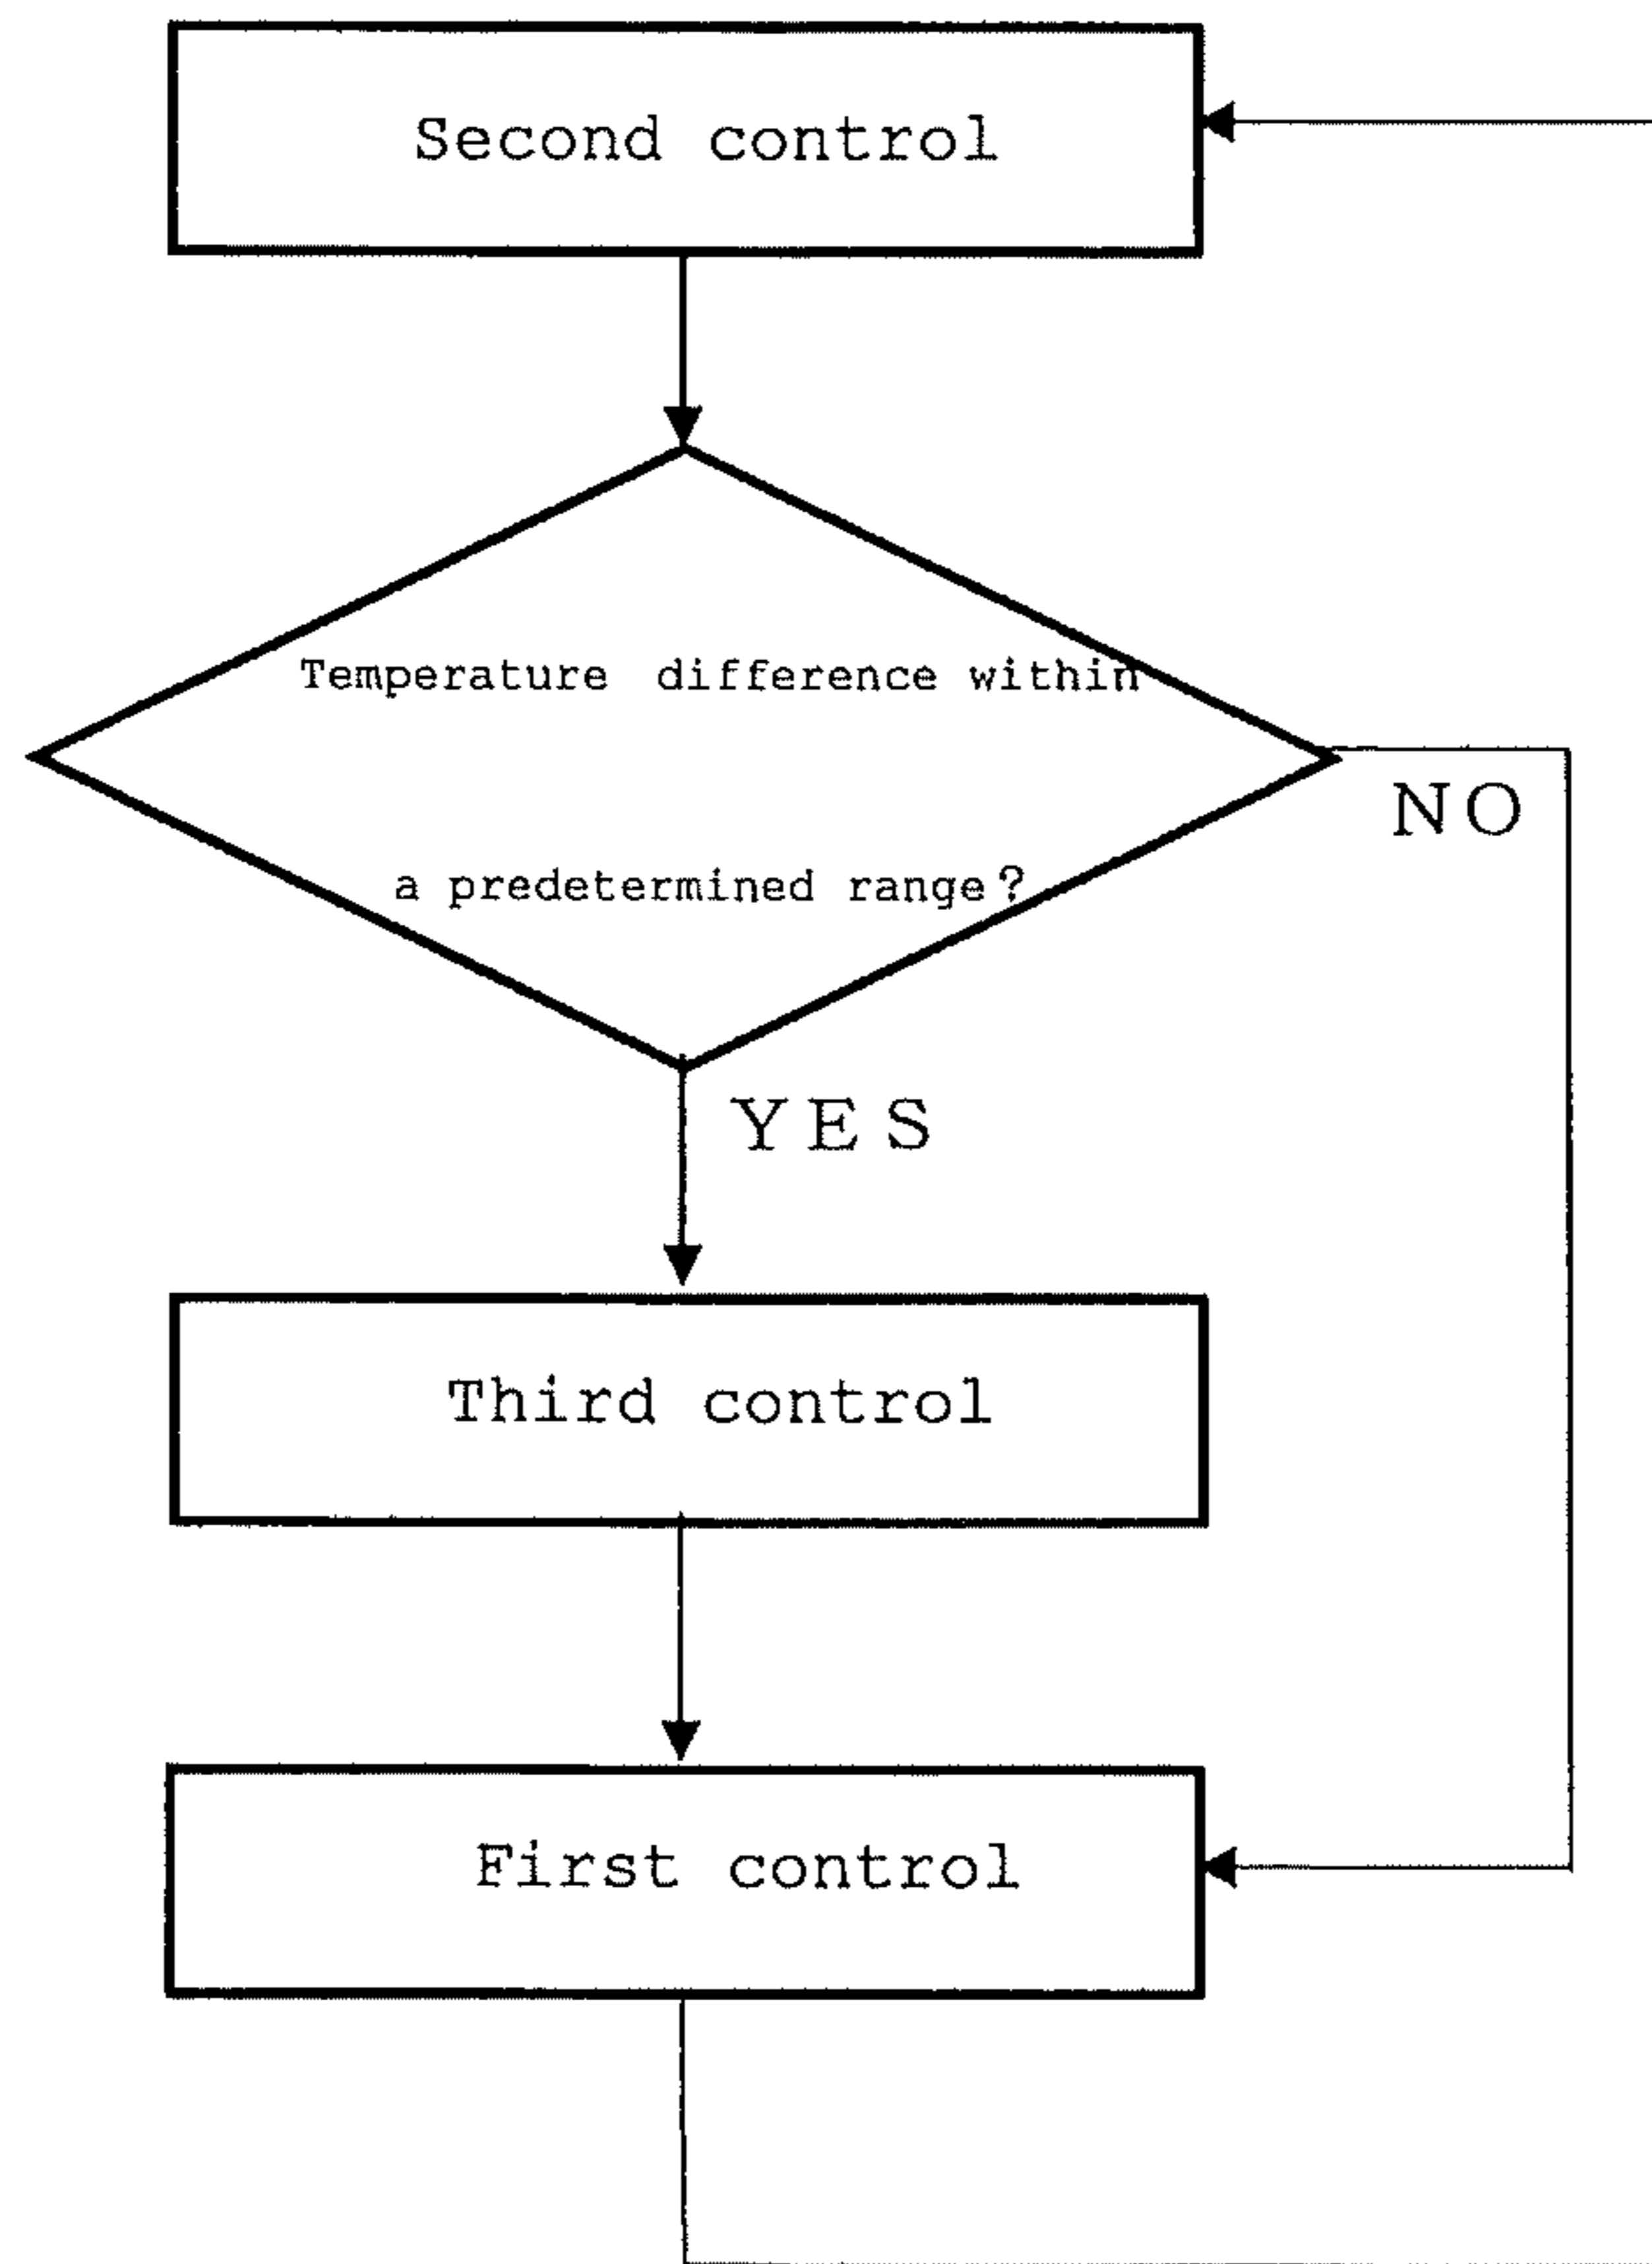 Second control
Temperature difference within
NO
a predetermined range?
YES
Third control
First control